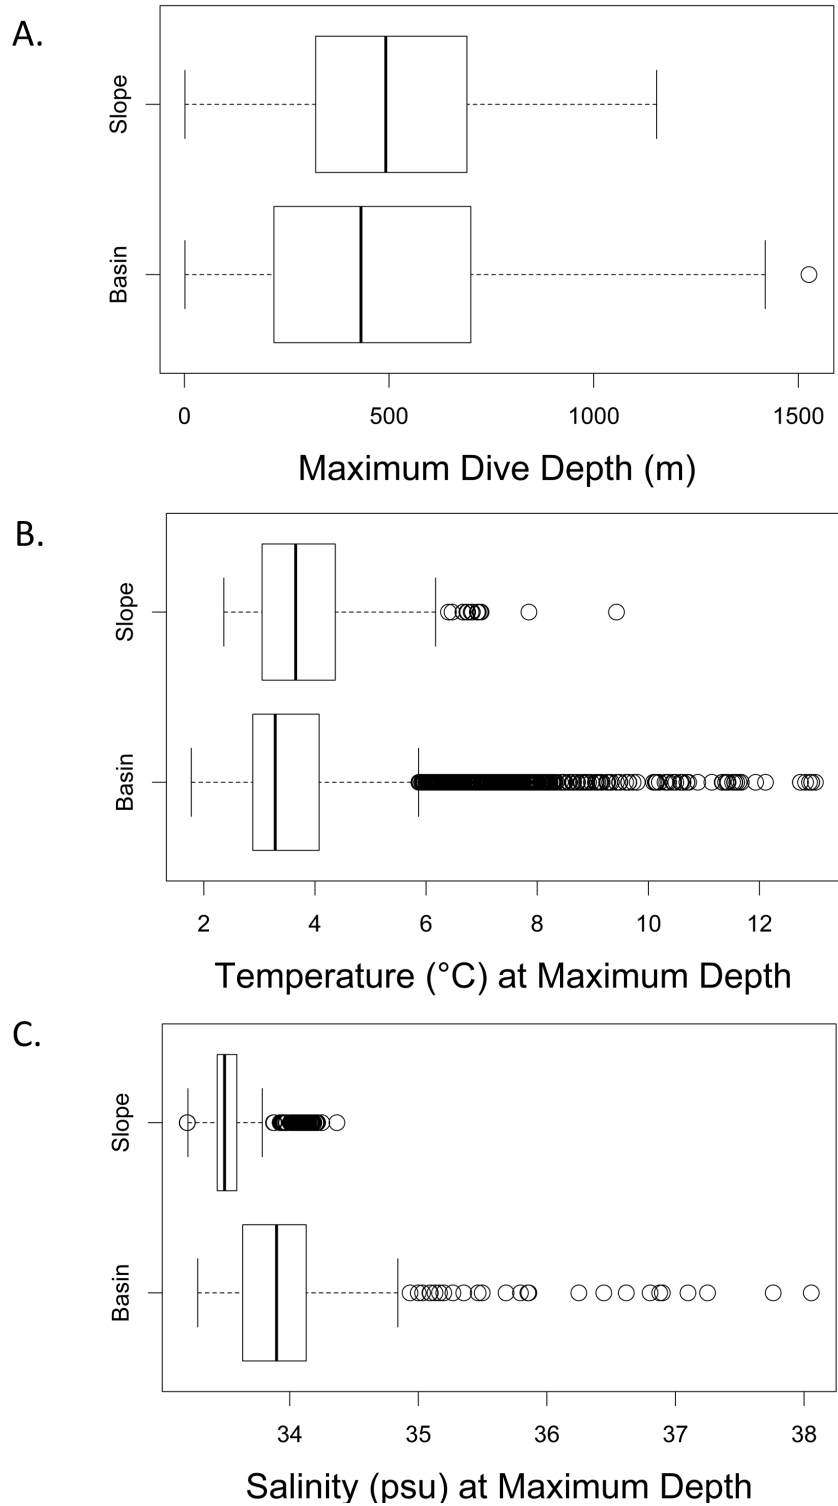 A.
Slope
Basin
0 500 1000 1500
Maximum Dive Depth (m)
B.
Slope
Basin
2 4 6 8 10 12
Temperature (°C) at Maximum Depth
C.
Slope
Basin
34 35 36 37 38
Salinity (psu) at Maximum Depth